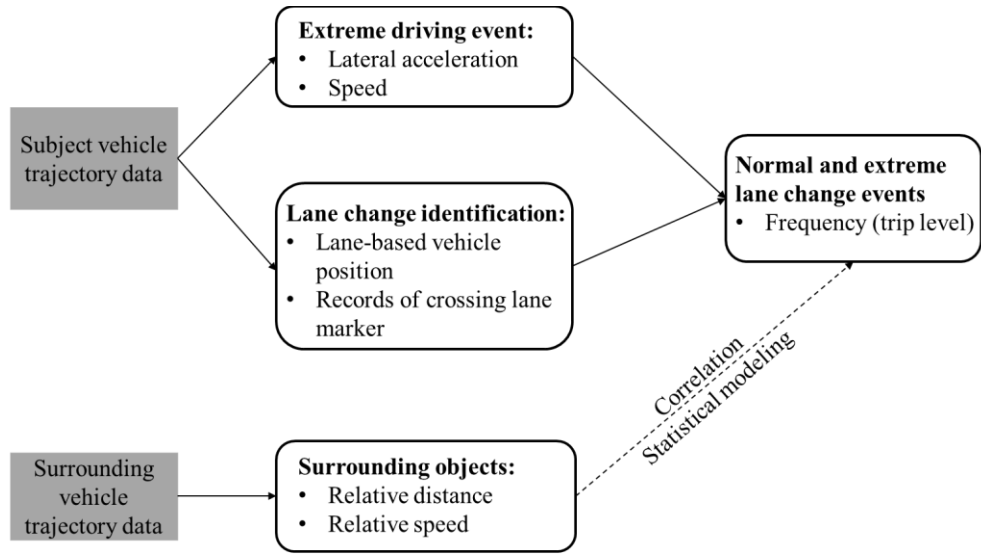 Subject vehicle
trajectory data
Extreme driving event:
• Lateral acceleration
• Speed
Lane change identification:
• Lane-based vehicle
position
• Records of crossing lane
marker
Normal and extreme
lane change events
• Frequency (trip level)
Correlation
Statistical modeling
Surrounding
vehicle
trajectory data
Surrounding objects:
• Relative distance
• Relative speed